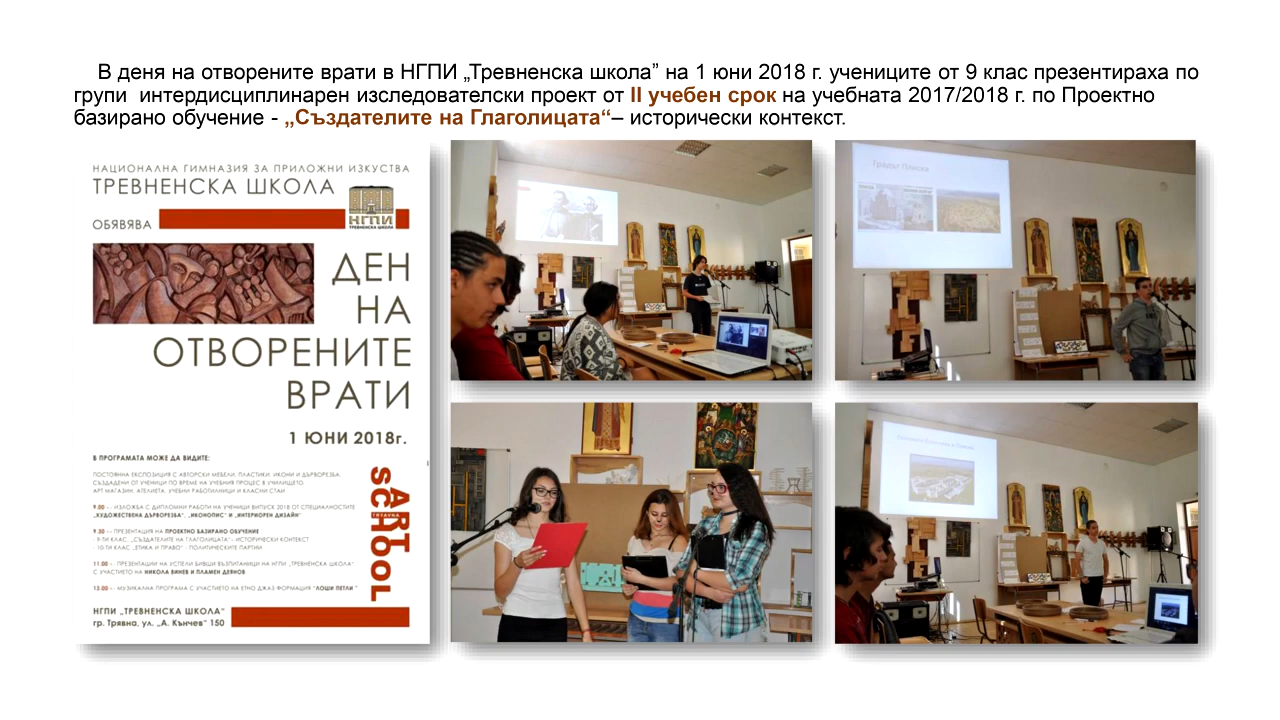 В деня на отворените врати в НГПИ „Тревненска школа” на 1 юни 2018 г. учениците от 9 клас презентираха по
групи интердисциплинарен изследователски проект от II учебен срок на учебната 2017/2018 г. по Проектно
базирано обучение - „Създателите на Глаголицата“– исторически контекст.
НАЦИОНАЛНА ГИМНАЗИЯ ЗА ПРИЛОЖНИ ИЗКУСТВА
ТРЕВНЕНСКА ШКОЛА
НГПИ
ТРЕВНЕНСКА ШКОЛА
ОБЯВЯВА
ДЕН
НА
ОТВОРЕНИТЕ
ВРАТИ
1 ЮНИ 2018г.
В ПРОГРАМАТА МОЖЕ ДА ВИДИТЕ:
ПОСТОЯННА ЕКСПОЗИЦИЯ С АВТОРСКИ МЕБЕЛИ, ПЛАСТИКИ, ИКОНИ И ДЪРВОРЕЗБА,
СЪЗДАДЕНИ ОТ УЧЕНИЦИ ПО ВРЕМЕ НА УЧЕБНИЯ ПРОЦЕС В УЧИЛИЩЕТО,
АРТ МАГАЗИН, АТЕЛИЕТА, УЧЕБНИ РАБОТИЛНИЦИ И КЛАСНИ СТАИ
9.00 - - ИЗЛОЖБА С ДИПЛОМНИ РАБОТИ НА УЧЕНИЦИ ВИПУСК 2018 ОТ СПЕЦИАЛНОСТИТЕ
„ХУДОЖЕСТВЕНА ДЪРВОРЕЗБА“, „ИКОНОПИС“ И „ИНТЕРИОРЕН ДИЗАЙН“
9.30 - - ПРЕЗЕНТАЦИЯ НА ПРОЕКТНО БАЗИРАНО ОБУЧЕНИЕ
- 9-ТИ КЛАС „СЪЗДАТЕЛИТЕ НА ГЛАГОЛИЦАТА“ - ИСТОРИЧЕСКИ КОНТЕКСТ
- 10-ТИ КЛАС „ЕТИКА И ПРАВО“ - ПОЛИТИЧЕСКИТЕ ПАРТИИ
11.00 - - ПРЕЗЕНТАЦИИ НА УСПЕЛИ БИВШИ ВЪЗПИТАНИЦИ НА НГПИ „ТРЕВНЕНСКА ШКОЛА“
С УЧАСТИЕТО НА НИКОЛА ВИНЕВ И ПЛАМЕН ДЕЯНОВ
13.00 - - МУЗИКАЛНА ПРОГРАМА С УЧАСТИЕТО НА ЕТНО ДЖАЗ ФОРМАЦИЯ "ЛОШИ ПЕТЛИ"
ART
TRYAVNA
scHooL
НГПИ „ТРЕВНЕНСКА ШКОЛА“
гр. Трявна, ул. „А. Кънчев“ 150
Градът Плиска